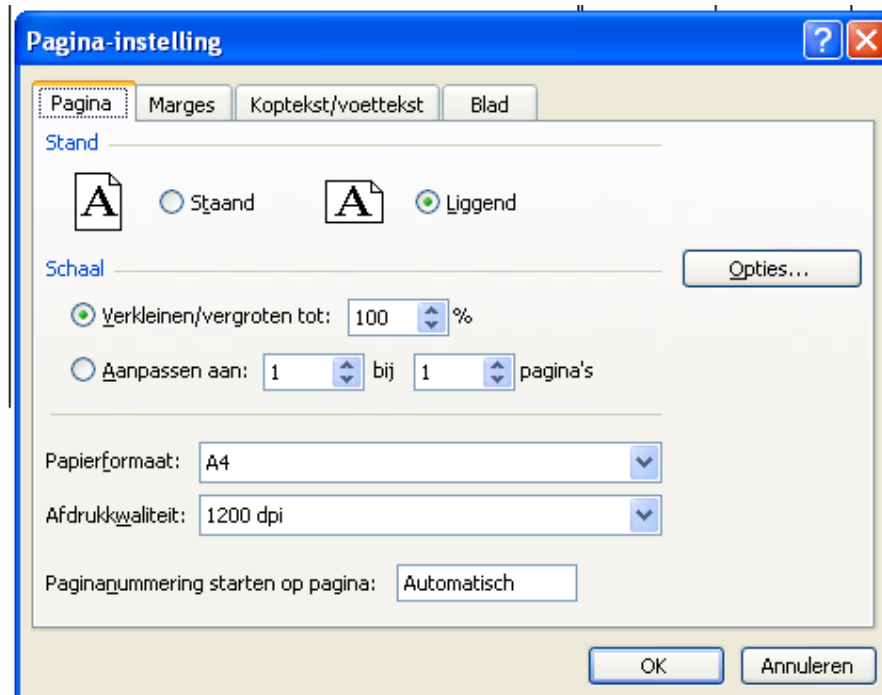 Pagina-instelling
Pagina Marges Koptekst/voettekst Blad
Stand
A Staand A Liggend
Schaal
Opties...
Verkleinen/vergroten tot: 100 %
Aanpassen aan: 1 bij 1 pagina's
Papierformaat: A4
Afdrukkwaliteit: 1200 dpi
Paginanummering starten op pagina: Automatisch
OK Annuleren